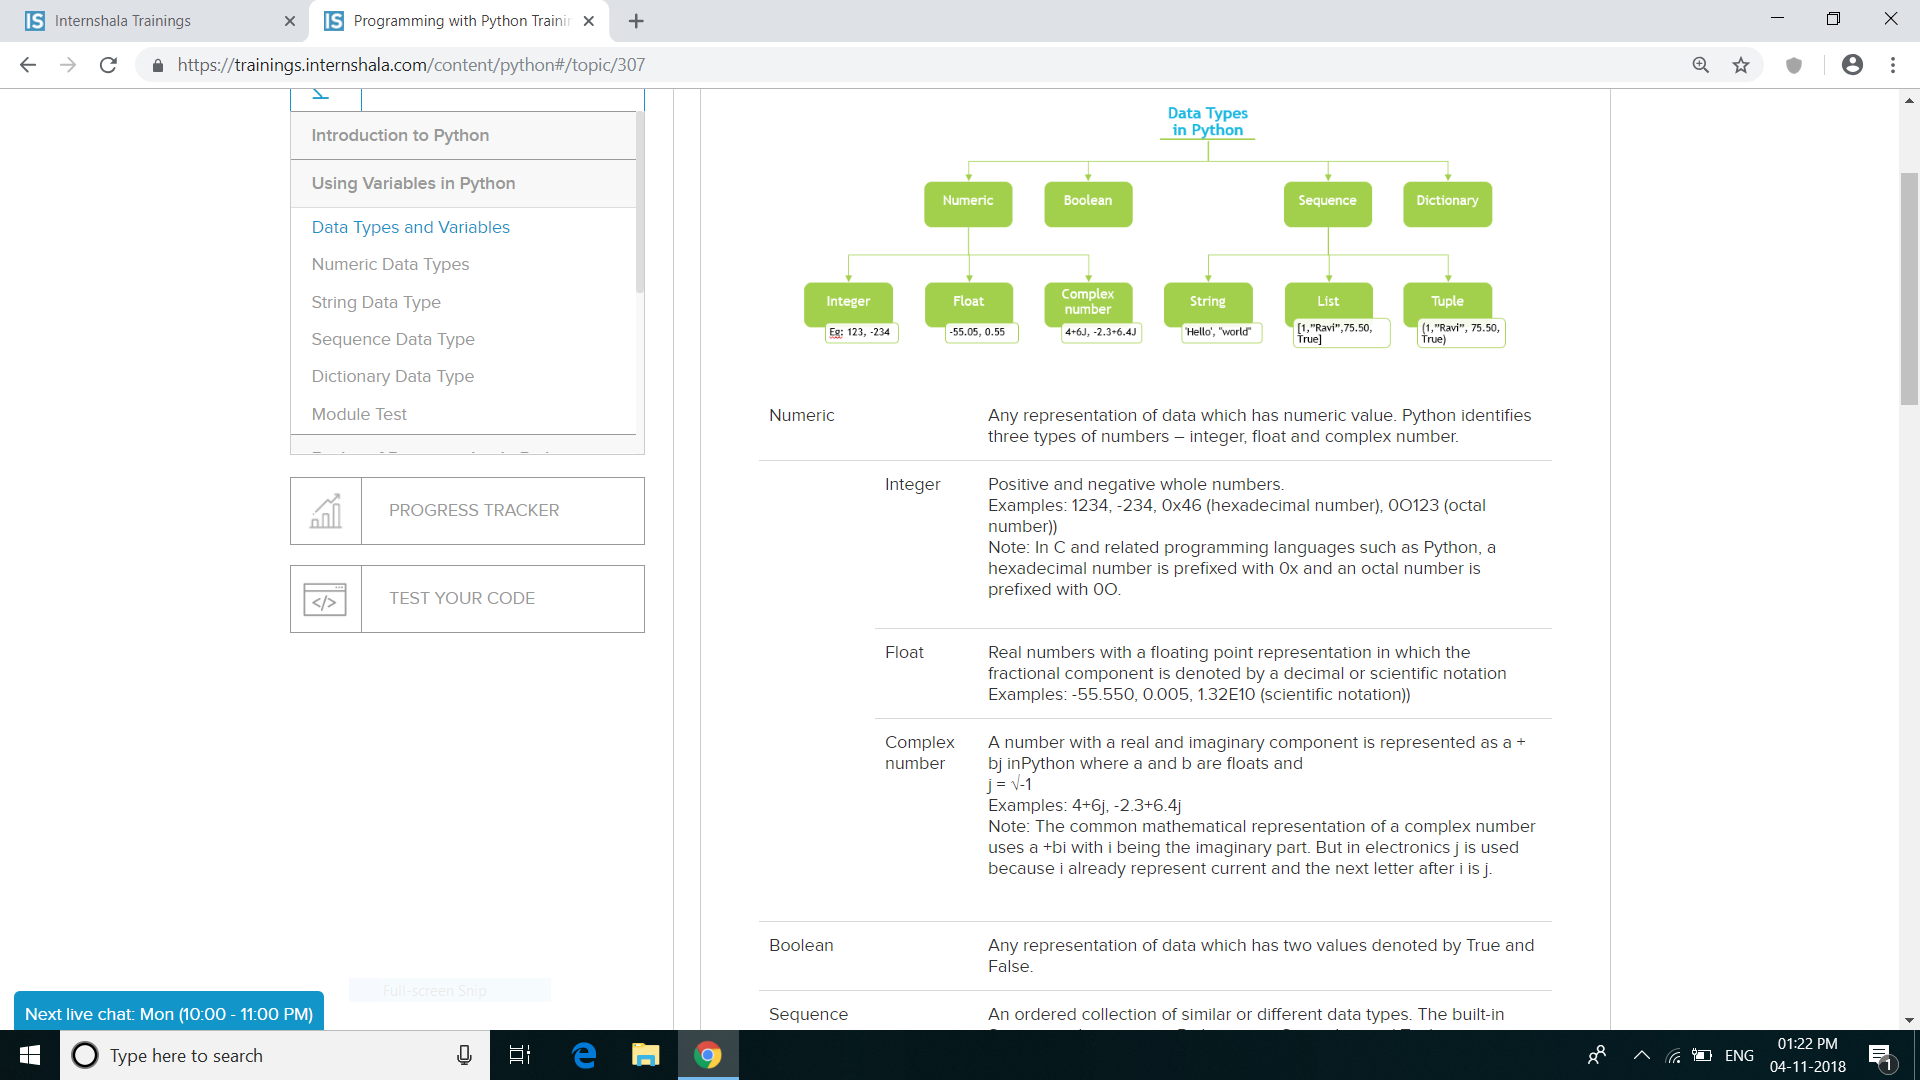 Internshala Trainings
Programming with Python Trainin
https://trainings.internshala.com/content/python#/topic/307
Introduction to Python
Using Variables in Python
Data Types and Variables
Numeric Data Types
String Data Type
Sequence Data Type
Dictionary Data Type
Module Test
PROGRESS TRACKER
TEST YOUR CODE
Data Types
in Python
Numeric
Boolean
Sequence
Dictionary
Integer
Eg: 123, -234
Float
-55.05, 0.55
Complex
number
4+6J, -2.3+6.4J
String
'Hello', "world"
List
[1,"Ravi",75.50,
True]
Tuple
(1,"Ravi", 75.50,
True)
Numeric
Any representation of data which has numeric value. Python identifies
three types of numbers – integer, float and complex number.
Integer
Positive and negative whole numbers.
Examples: 1234, -234, 0x46 (hexadecimal number), 0O123 (octal
number))
Note: In C and related programming languages such as Python, a
hexadecimal number is prefixed with 0x and an octal number is
prefixed with 0O.
Float
Real numbers with a floating point representation in which the
fractional component is denoted by a decimal or scientific notation
Examples: -55.550, 0.005, 1.32E10 (scientific notation))
Complex
number
A number with a real and imaginary component is represented as a +
bj inPython where a and b are floats and
j = √-1
Examples: 4+6j, -2.3+6.4j
Note: The common mathematical representation of a complex number
uses a +bi with i being the imaginary part. But in electronics j is used
because i already represent current and the next letter after i is j.
Boolean
Any representation of data which has two values denoted by True and
False.
Sequence
An ordered collection of similar or different data types. The built-in
Full-screen Snip
Next live chat: Mon (10:00 - 11:00 PM)
Type here to search
ENG
01:22 PM
04-11-2018
1